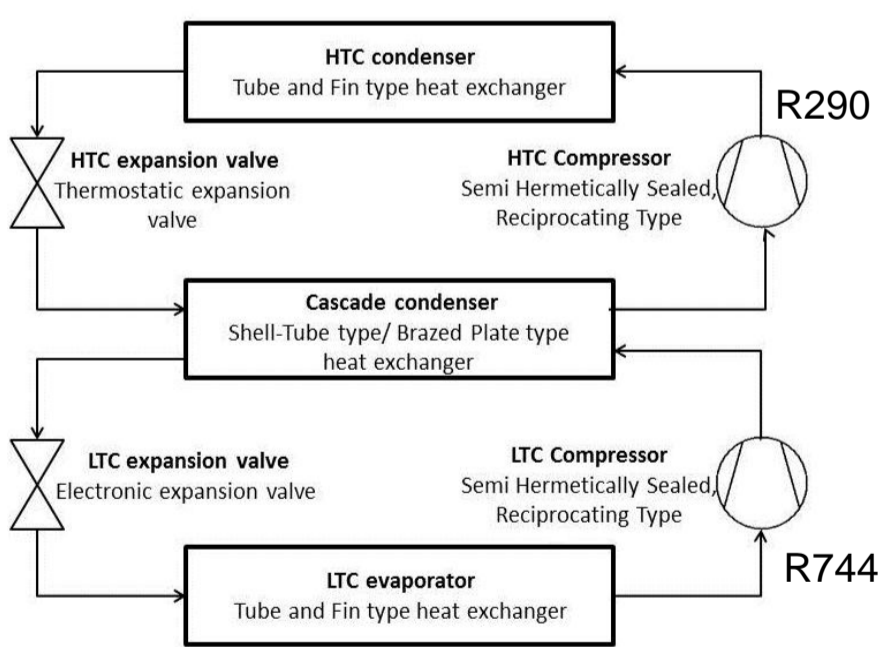 HTC condenser
Tube and Fin type heat exchanger
R290
HTC expansion valve
Thermostatic expansion
valve
HTC Compressor
Semi Hermetically Sealed,
Reciprocating Type
Cascade condenser
Shell-Tube type/ Brazed Plate type
heat exchanger
LTC expansion valve
Electronic expansion valve
LTC Compressor
Semi Hermetically Sealed,
Reciprocating Type
R744
LTC evaporator
Tube and Fin type heat exchanger